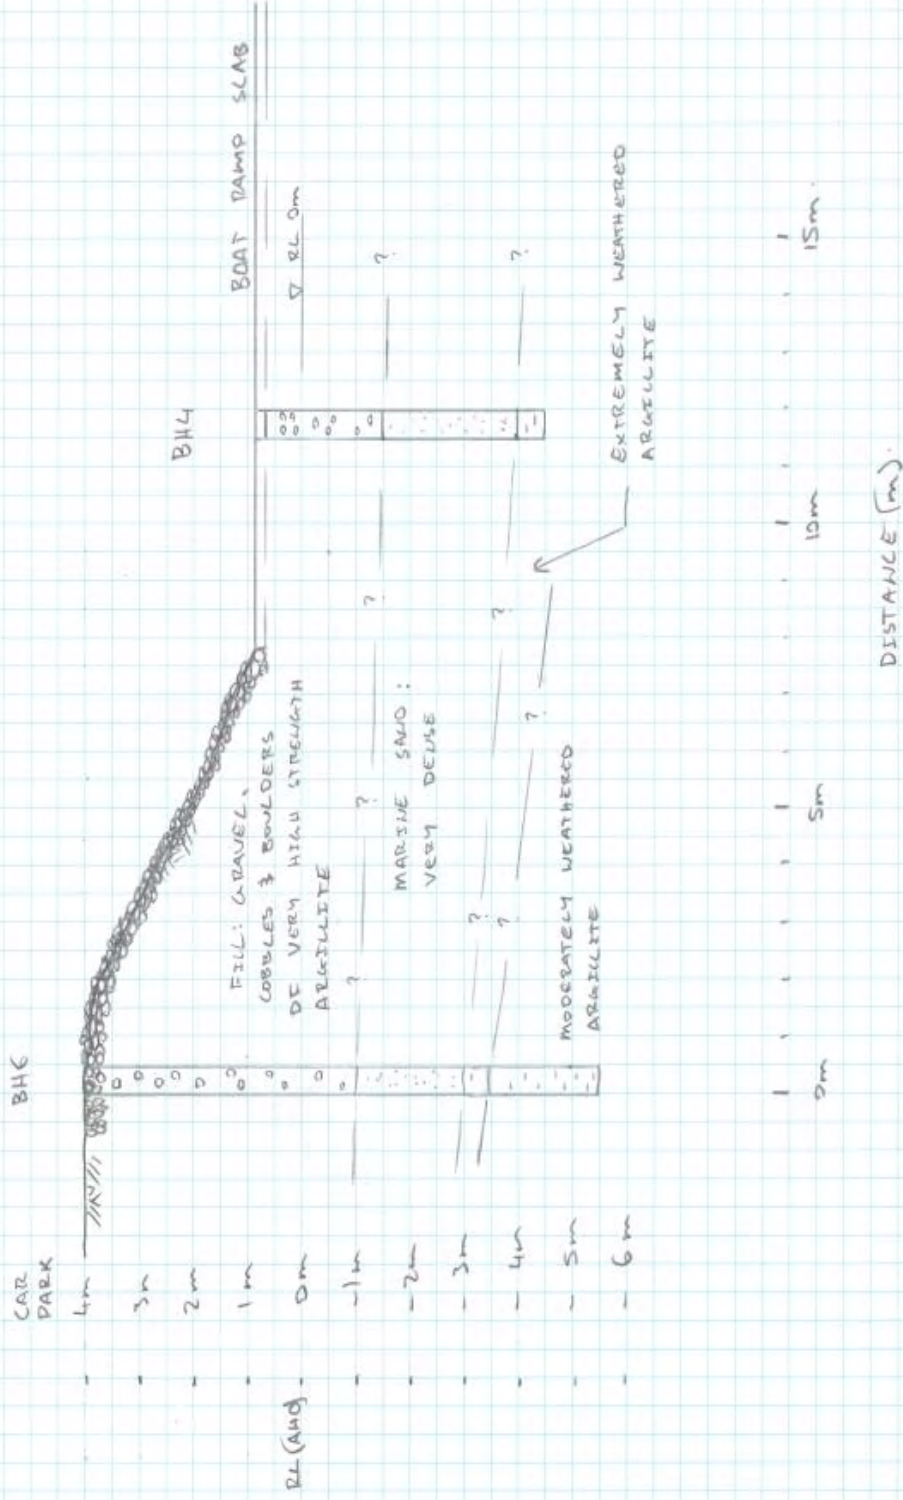 CAR
PARK
BH6
BH4
BOAT RAMP SLAB
4m
3m
2m
1m
0m
-1m
-2m
-3m
-4m
-5m
-6m
RL (AHD)
▽ RL 0m
FILL: GRAVEL,
COBBLES & BOULDERS
OF VERY HIGH STRENGTH
ARGILLITE
? ? ? ?
MARINE SAND:
VERY DENSE
? ? ?
? ?
MODERATELY WEATHERED
ARGILLITE
EXTREMELY WEATHERED
ARGILLITE
0m
5m
10m
15m.
DISTANCE (m).